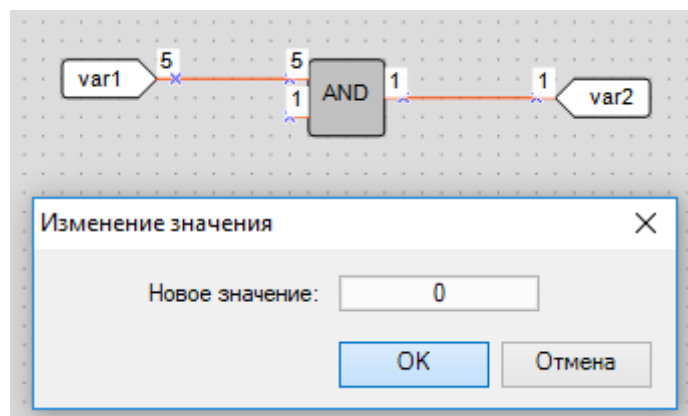 5 5
var1 1 AND 1 1 var2
Изменение значения
Новое значение: 0
OK Отмена